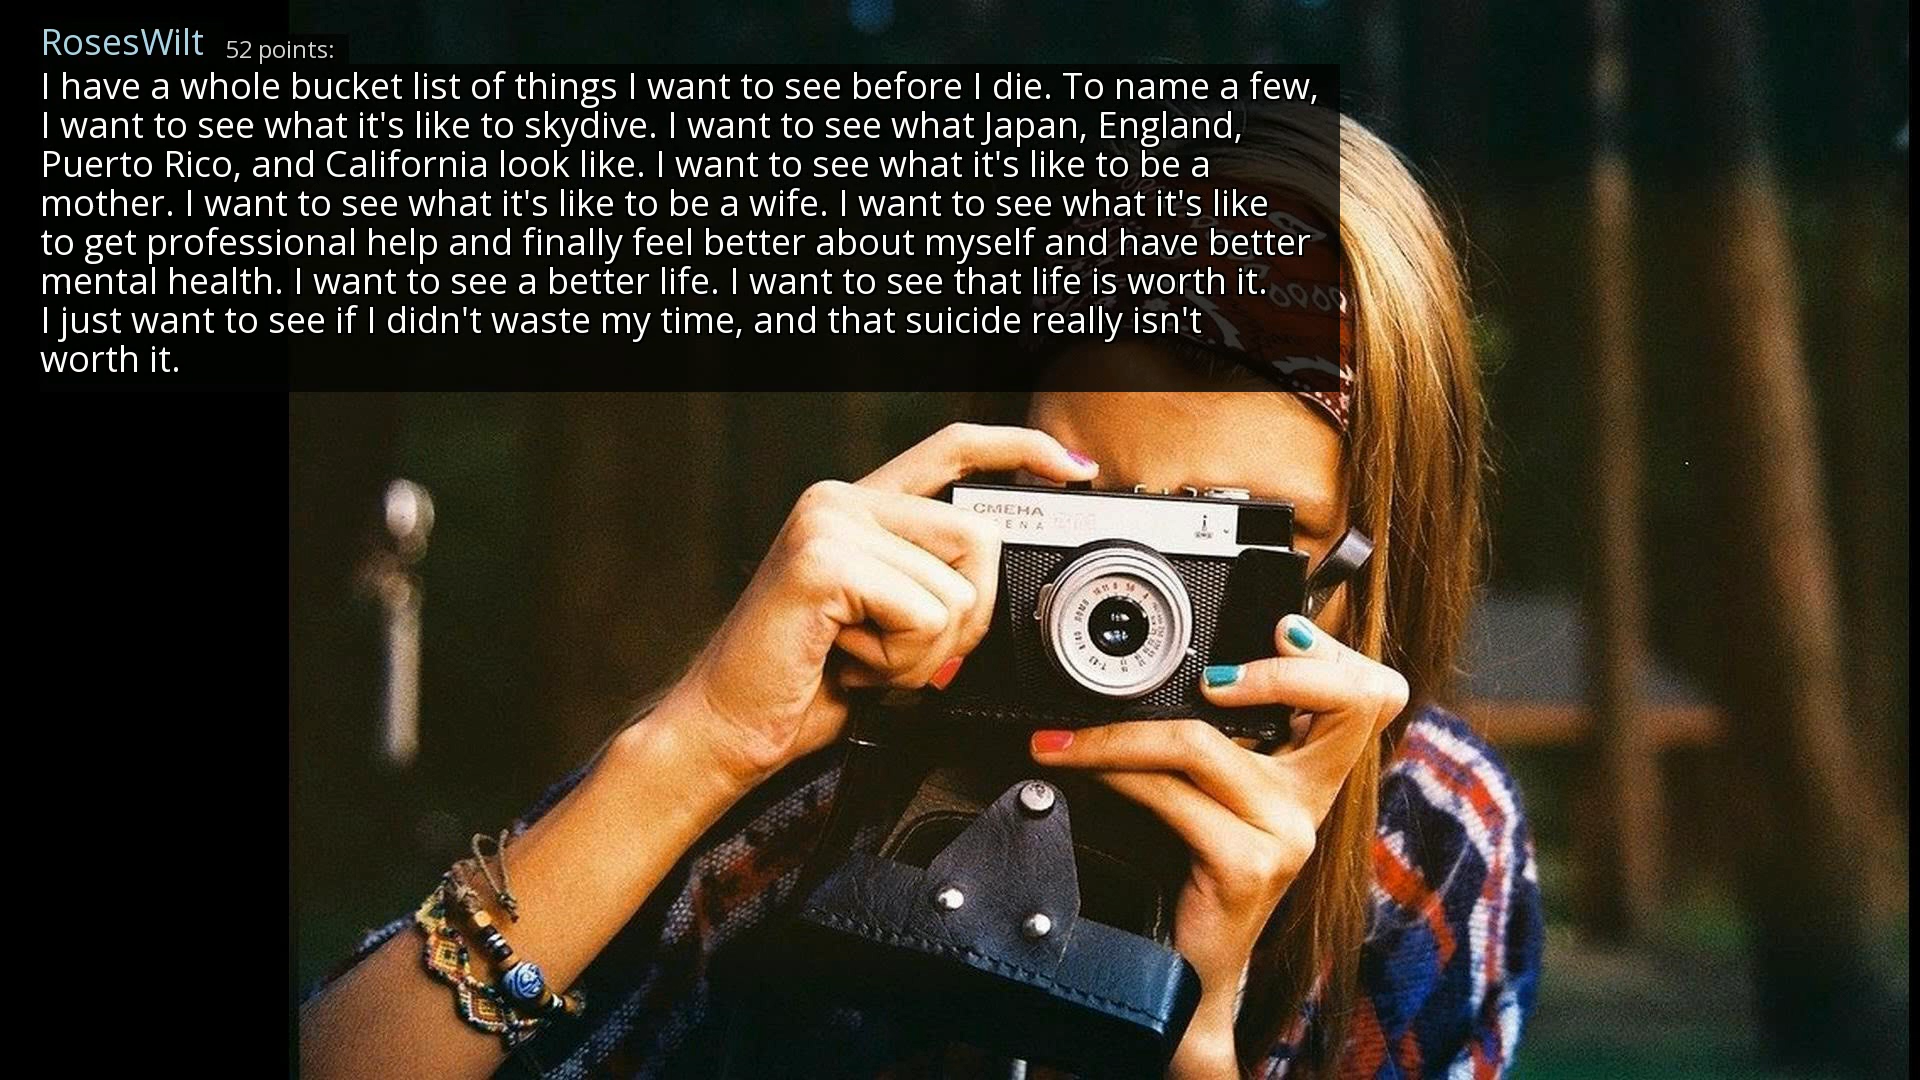 RosesWilt 52 points:
I have a whole bucket list of things I want to see before I die. To name a few,
I want to see what it's like to skydive. I want to see what Japan, England,
Puerto Rico, and California look like. I want to see what it's like to be a
mother. I want to see what it's like to be a wife. I want to see what it's like
to get professional help and finally feel better about myself and have better
mental health. I want to see a better life. I want to see that life is worth it.
I just want to see if I didn't waste my time, and that suicide really isn't
worth it.
СМЕНА